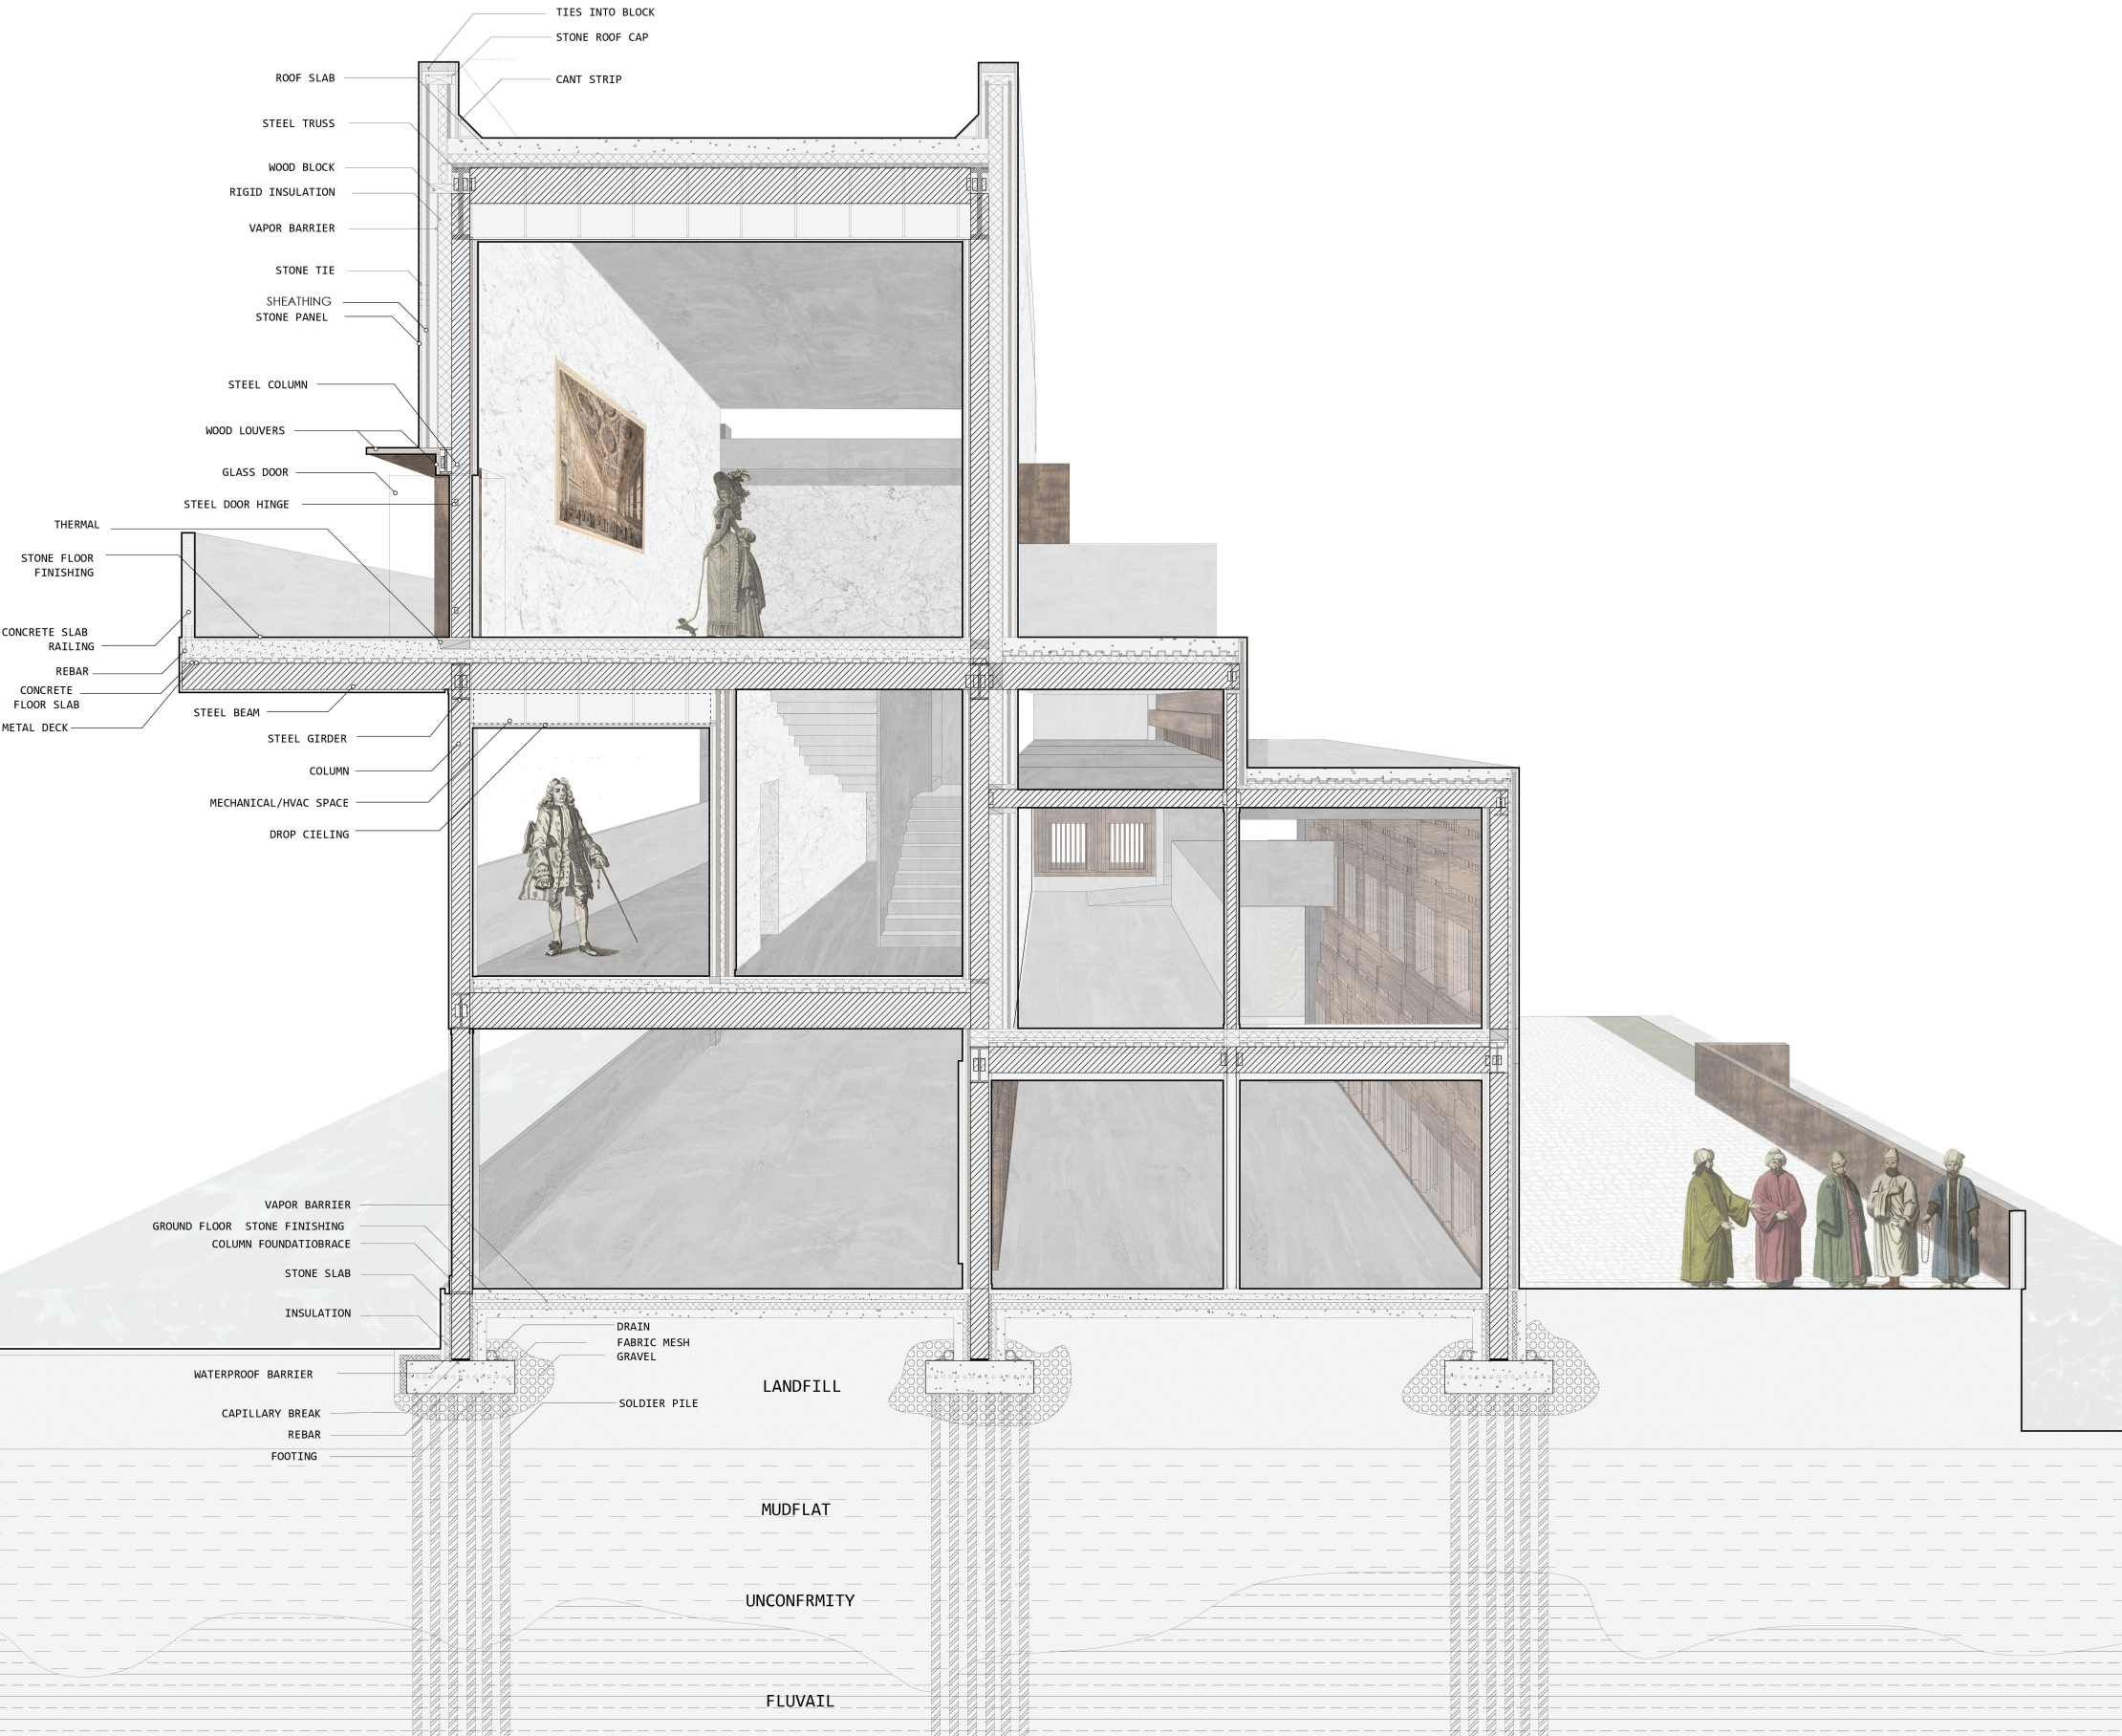 TIES INTO BLOCK
STONE ROOF CAP
ROOF SLAB
CANT STRIP
STEEL TRUSS
WOOD BLOCK
RIGID INSULATION
VAPOR BARRIER
STONE TIE
SHEATHING
STONE PANEL
STEEL COLUMN
WOOD LOUVERS
GLASS DOOR
STEEL DOOR HINGE
THERMAL
STONE FLOOR
FINISHING
CONCRETE SLAB
RAILING
REBAR
CONCRETE
FLOOR SLAB
METAL DECK
STEEL BEAM
STEEL GIRDER
COLUMN
MECHANICAL/HVAC SPACE
DROP CIELING
VAPOR BARRIER
GROUND FLOOR STONE FINISHING
COLUMN FOUNDATIOBRACE
STONE SLAB
INSULATION
DRAIN
FABRIC MESH
GRAVEL
WATERPROOF BARRIER
LANDFILL
SOLDIER PILE
CAPILLARY BREAK
REBAR
FOOTING
MUDFLAT
UNCONFRMITY
FLUVAIL